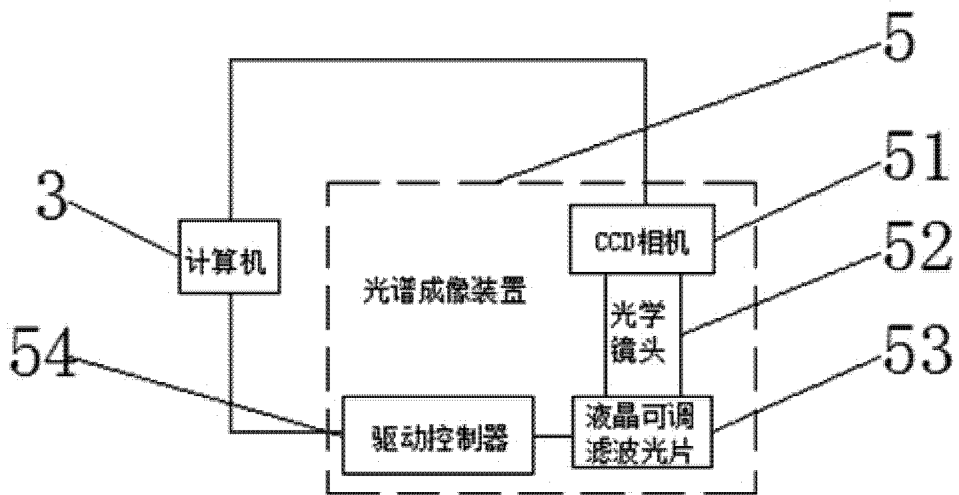 5
51
3
CCD相机
计算机
52
光谱成像装置
光学
镜头
54
53
液晶可调
滤波光片
驱动控制器